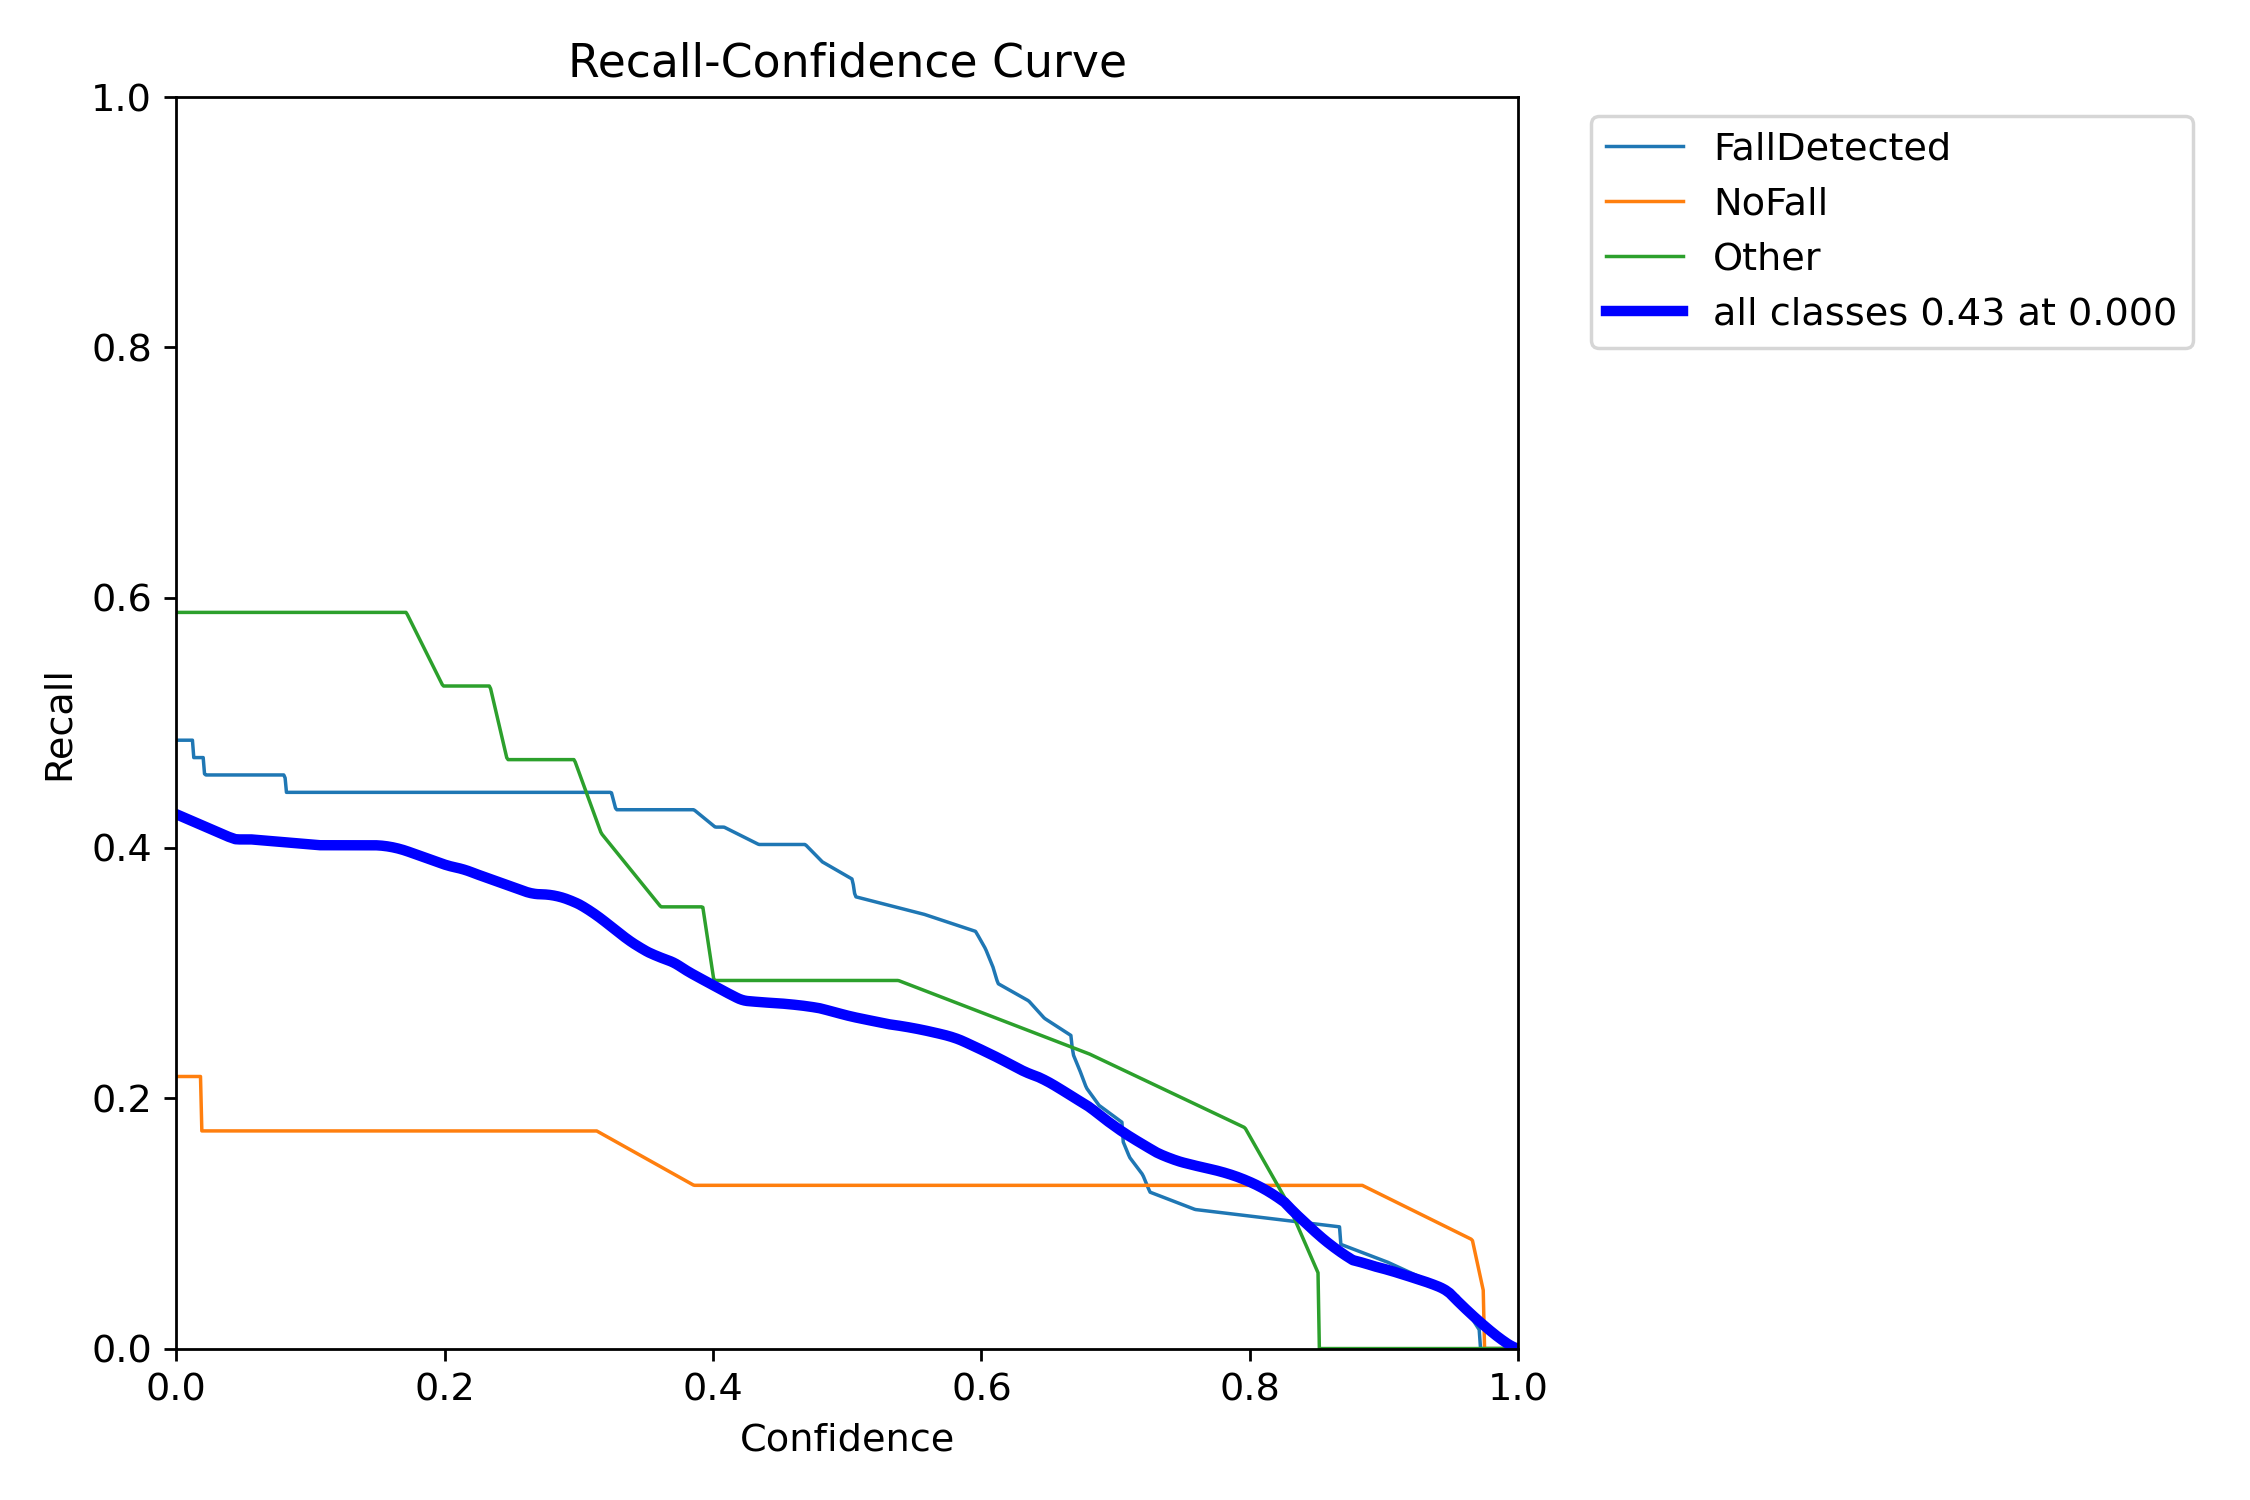 Recall-Confidence Curve
1.0
0.8
0.6
0.4
0.2
0.0
Recall
0.0 0.2 0.4 0.6 0.8 1.0
Confidence
FallDetected
NoFall
Other
all classes 0.43 at 0.000